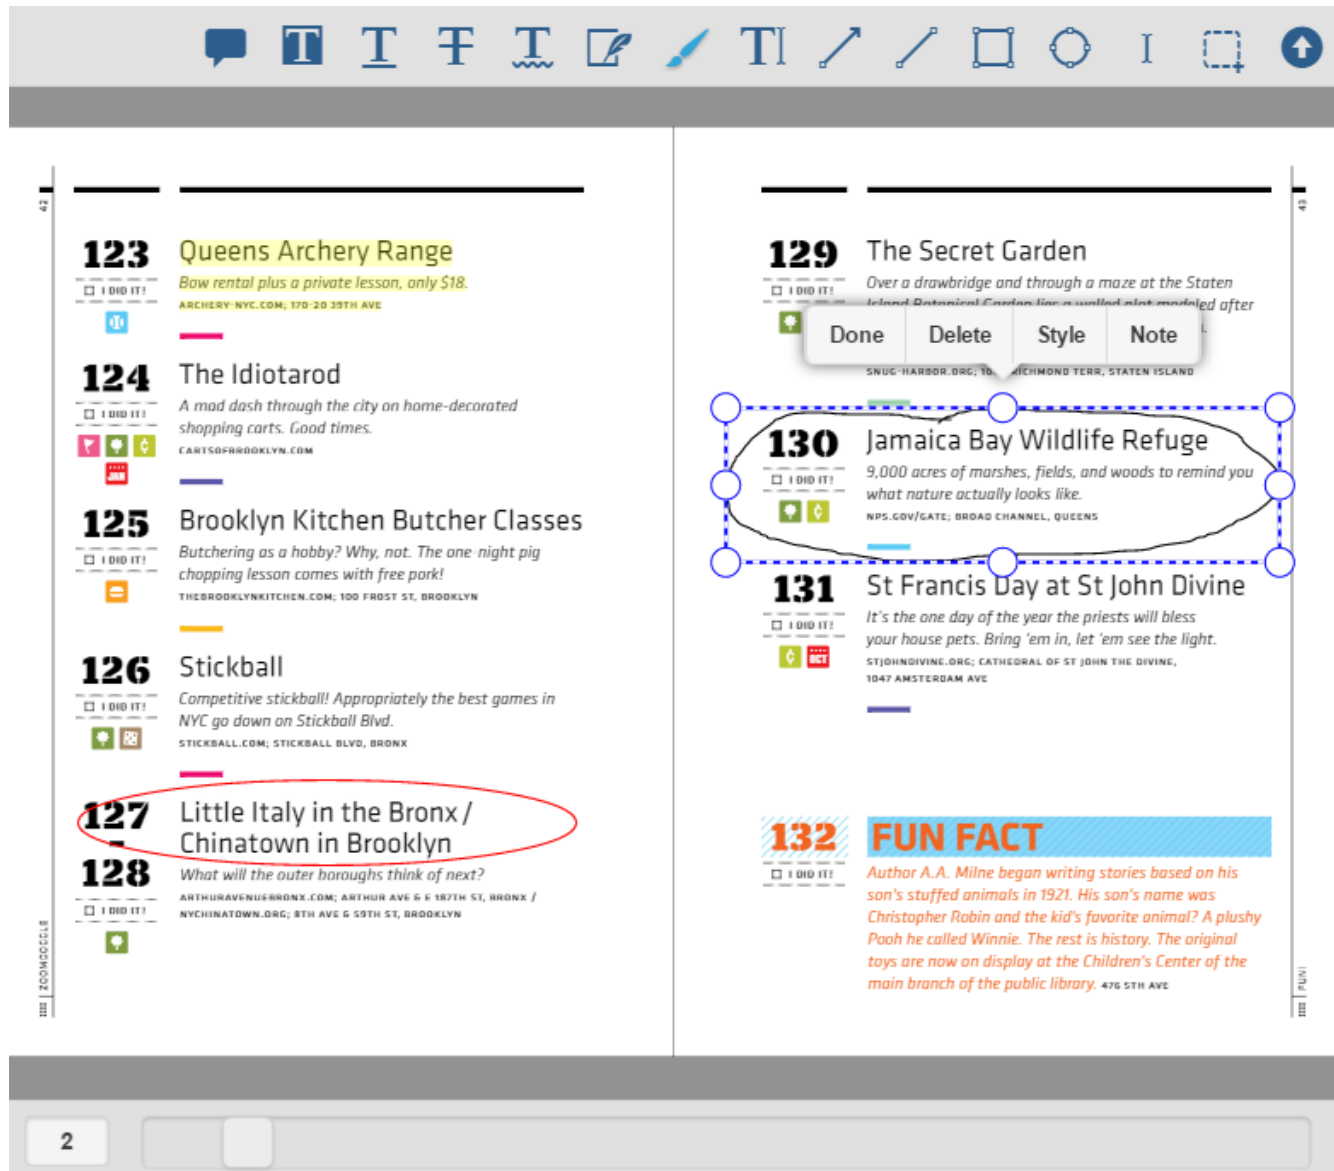 T T T T TI I
42
123 Queens Archery Range
Bow rental plus a private lesson, only $18.
I DID IT!
ARCHERY-NYC.COM; 170-20 39TH AVE
124 The Idiotarod
A mad dash through the city on home-decorated
I DID IT!
shopping carts. Good times.
CARTSOFBROOKLYN.COM
JAN
125 Brooklyn Kitchen Butcher Classes
Butchering as a hobby? Why, not. The one-night pig
I DID IT!
chopping lesson comes with free pork!
THEBROOKLYNKITCHEN.COM; 100 FROST ST, BROOKLYN
126 Stickball
Competitive stickball! Appropriately the best games in
I DID IT!
NYC go down on Stickball Blvd.
STICKBALL.COM; STICKBALL BLVD, BRONX
127 Little Italy in the Bronx /
Chinatown in Brooklyn
128 What will the outer boroughs think of next?
ARTHURAVENUEBRONX.COM; ARTHUR AVE & E 187TH ST, BRONX /
I DID IT!
NYCHINATOWN.ORG; 8TH AVE & 59TH ST, BROOKLYN
ZOOMDOGGLE
43
129 The Secret Garden
Over a drawbridge and through a maze at the Staten
I DID IT!
Island Botanical Garden lies a walled plot modeled after
Done Delete Style Note
SNUG-HARBOR.ORG; RICHMOND TERR, STATEN ISLAND
130 Jamaica Bay Wildlife Refuge
9,000 acres of marshes, fields, and woods to remind you
I DID IT!
what nature actually looks like.
¢
NPS.GOV/GATE; BROAD CHANNEL, QUEENS
131 St Francis Day at St John Divine
It's the one day of the year the priests will bless
I DID IT!
your house pets. Bring 'em in, let 'em see the light.
¢ OCT
STJOHNDIVINE.ORG; CATHEDRAL OF ST JOHN THE DIVINE,
1047 AMSTERDAM AVE
132 FUN FACT
I DID IT!
Author A.A. Milne began writing stories based on his
son's stuffed animals in 1921. His son's name was
Christopher Robin and the kid's favorite animal? A plushy
Pooh he called Winnie. The rest is history. The original
toys are now on display at the Children's Center of the
main branch of the public library. 476 5TH AVE
FUN!
2